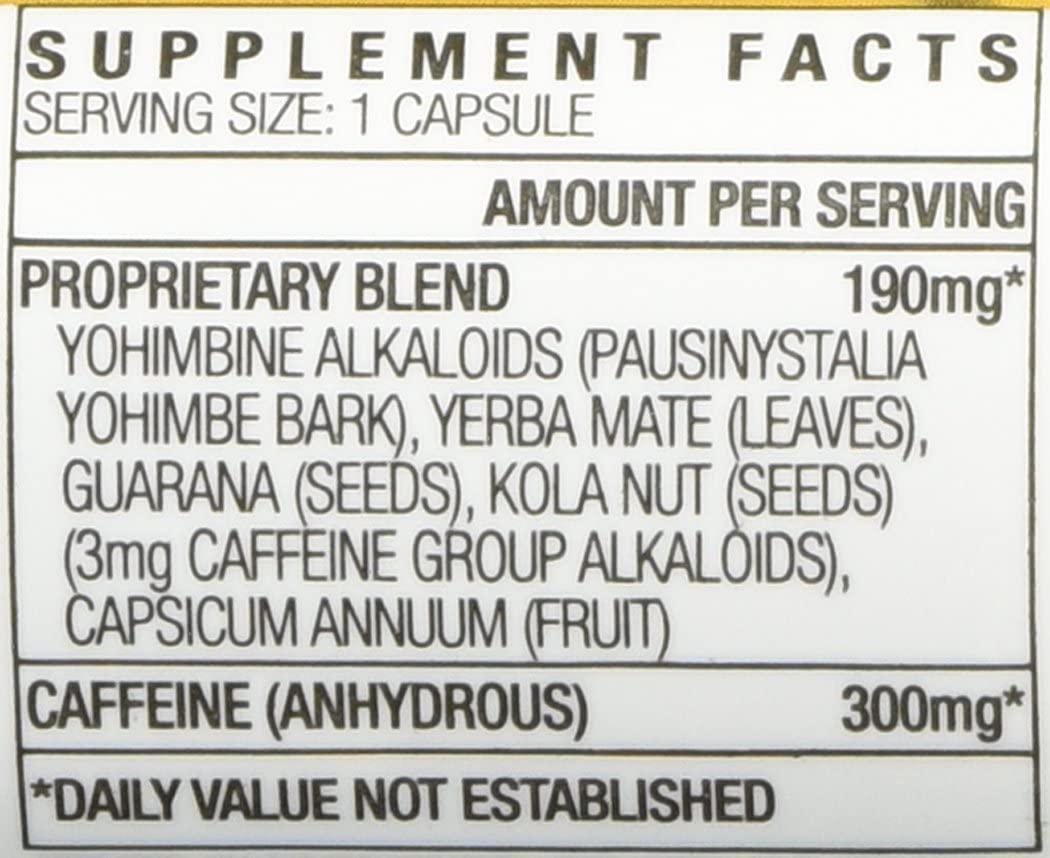 SUPPLEMENT FACTS
SERVING SIZE: 1 CAPSULE
AMOUNT PER SERVING
PROPRIETARY BLEND 190mg*
YOHIMBINE ALKALOIDS (PAUSINYSTALIA
YOHIMBE BARK), YERBA MATE (LEAVES),
GUARANA (SEEDS), KOLA NUT (SEEDS)
(3mg CAFFEINE GROUP ALKALOIDS),
CAPSICUM ANNUUM (FRUIT)
CAFFEINE (ANHYDROUS) 300mg*
*DAILY VALUE NOT ESTABLISHED